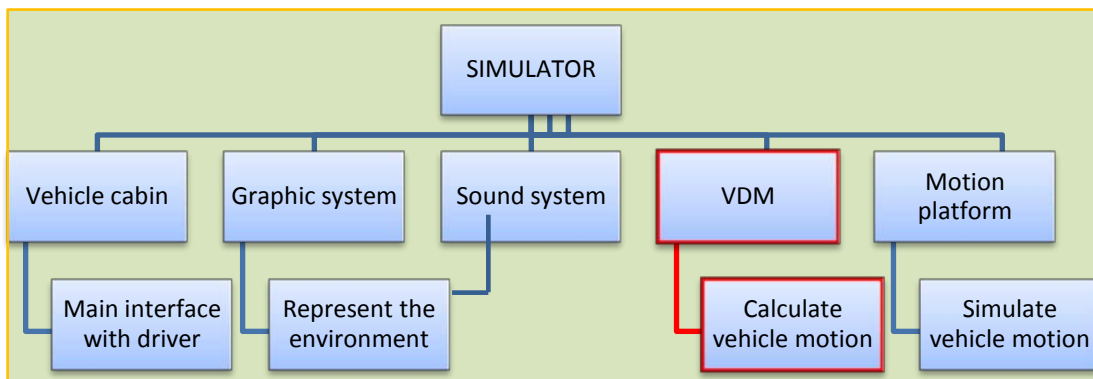 SIMULATOR
Vehicle cabin
Graphic system
Sound system
VDM
Motion
platform
Main interface
with driver
Represent the
environment
Calculate
vehicle motion
Simulate
vehicle motion